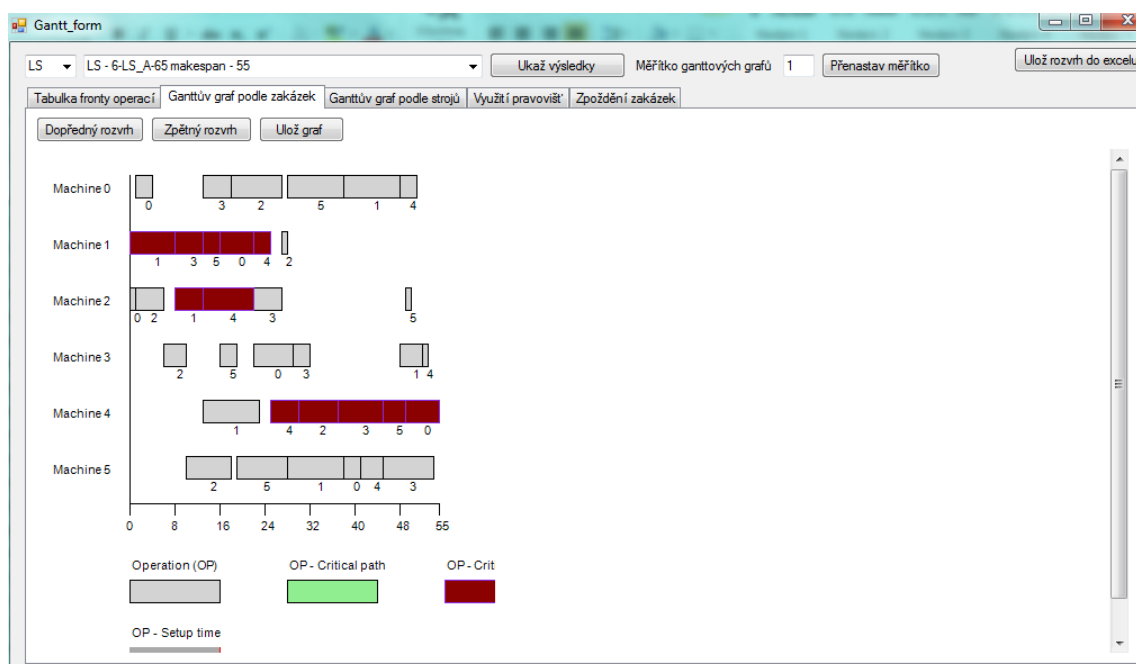 Gantt_form
LS LS - 6-LS_A-65 makespan - 55 Ukaž výsledky Měřítko ganttových grafů 1 Přenastav měřítko Ulož rozvrh do excelu
Tabulka fronty operací Ganttův graf podle zakázek Ganttův graf podle strojů Využití pravovišť Zpoždění zakázek
Dopředný rozvrh Zpětný rozvrh Ulož graf
Machine 0
0 3 2 5 1 4
Machine 1
1 3 5 0 4 2
Machine 2
0 2 1 4 3 5
Machine 3
2 5 0 3 1 4
Machine 4
1 4 2 3 5 0
Machine 5
2 5 1 0 4 3
0 8 16 24 32 40 48 55
Operation (OP) OP - Critical path OP - Crit
OP - Setup time